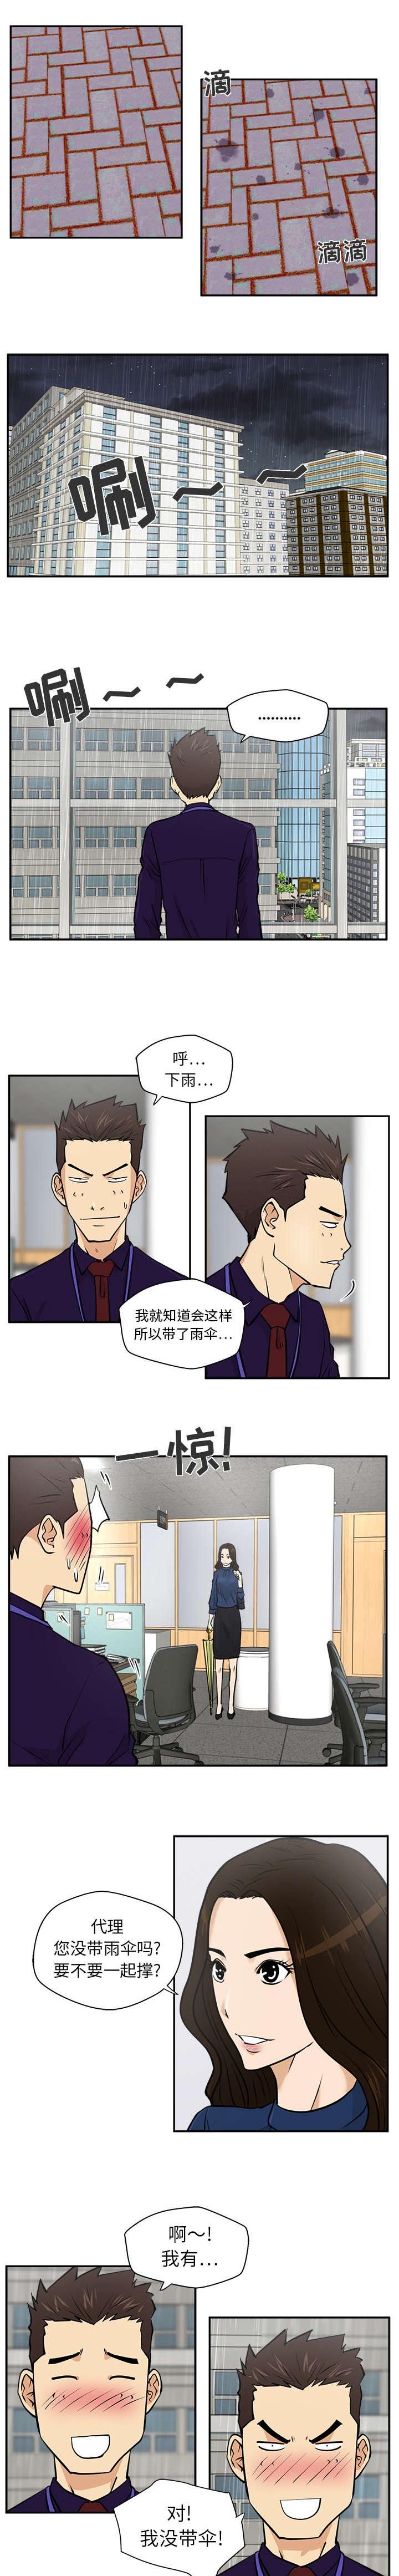 滴
滴滴
唰～～
唰～～
..........
呼...
下雨...
我就知道会这样
所以带了雨伞...
一惊!
代理
您没带雨伞吗?
要不要一起撑?
啊～!
我有...
对!
我没带伞!